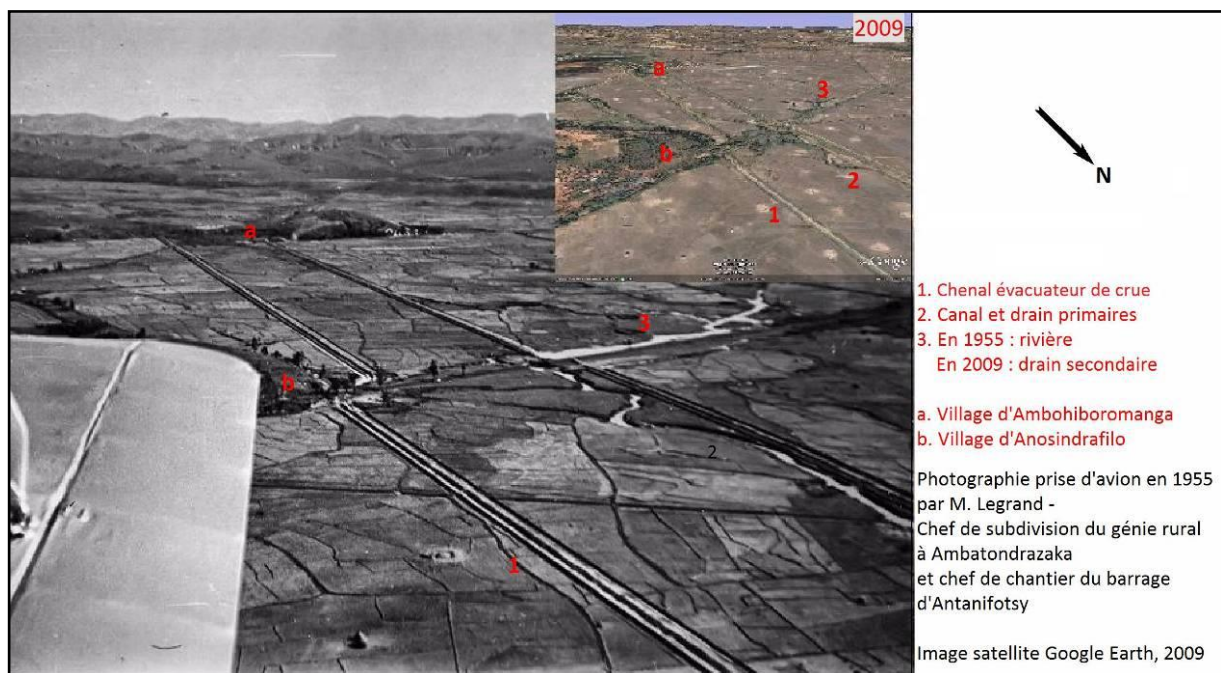 2009
a
3
b
2
1
a
3
b
2
1
N
1. Chenal évacuateur de crue
2. Canal et drain primaires
3. En 1955 : rivière
En 2009 : drain secondaire
a. Village d'Ambohiboromanga
b. Village d'Anosindrafilo
Photographie prise d'avion en 1955
par M. Legrand -
Chef de subdivision du génie rural
à Ambatondrazaka
et chef de chantier du barrage
d'Antanifotsy
Image satellite Google Earth, 2009